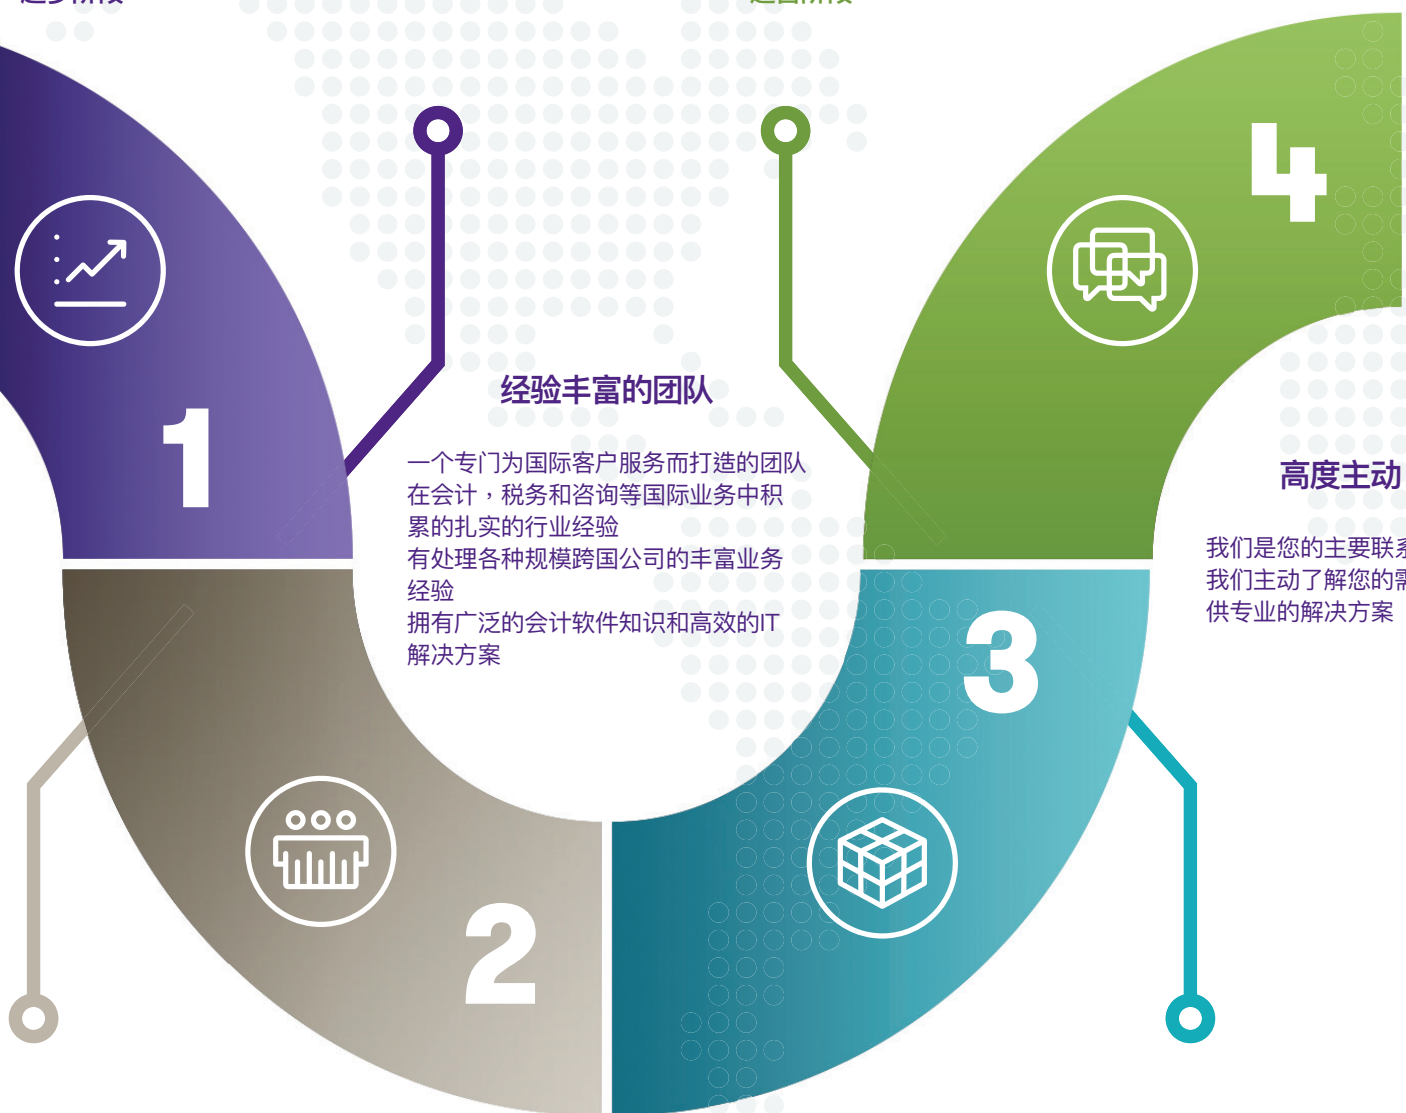 1
4
经验丰富的团队
一个专门为国际客户服务而打造的团队
在会计，税务和咨询等国际业务中积
累的扎实的行业经验
有处理各种规模跨国公司的丰富业务
经验
拥有广泛的会计软件知识和高效的IT
解决方案
高度主动
我们是您的主要联系
我们主动了解您的需
供专业的解决方案
3
2